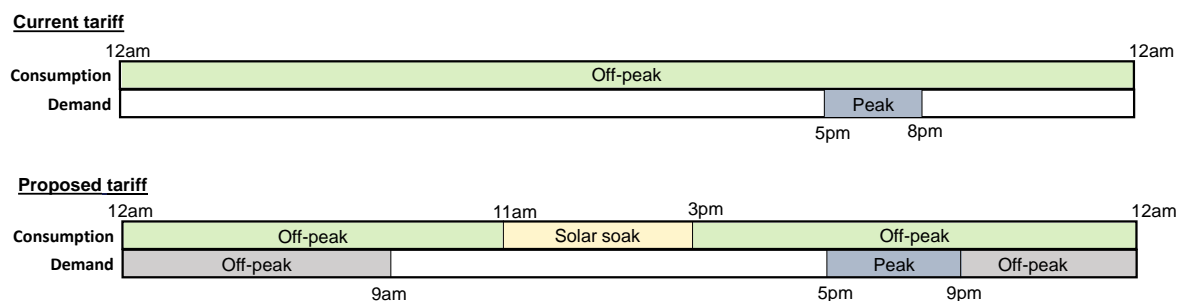 Current tariff
12am 12am
Consumption Off-peak
Demand Peak
5pm 8pm
Proposed tariff
12am 11am 3pm 12am
Consumption Off-peak Solar soak Off-peak
Demand Off-peak Peak Off-peak
9am 5pm 9pm